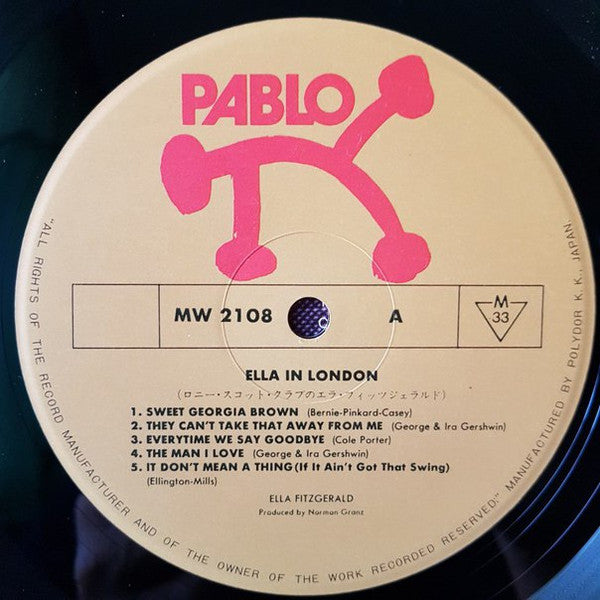 PABLO
MW 2108
A
M
33
ELLA IN LONDON
(ロニー・スコット・クラブのエラ・フィッツジェラルド)
1. SWEET GEORGIA BROWN (Bernie-Pinkard-Casey)
2. THEY CAN'T TAKE THAT AWAY FROM ME (George & Ira Gershwin)
3. EVERYTIME WE SAY GOODBYE (Cole Porter)
4. THE MAN I LOVE (George & Ira Gershwin)
5. IT DON'T MEAN A THING (If It Ain't Got That Swing)
(Ellington-Mills)
ELLA FITZGERALD
Produced by Norman Granz
"ALL RIGHTS OF THE RECORD MANUFACTURER AND OF THE OWNER OF THE WORK RECORDED RESERVED." MANUFACTURED BY POLYDOR K. K., JAPAN.